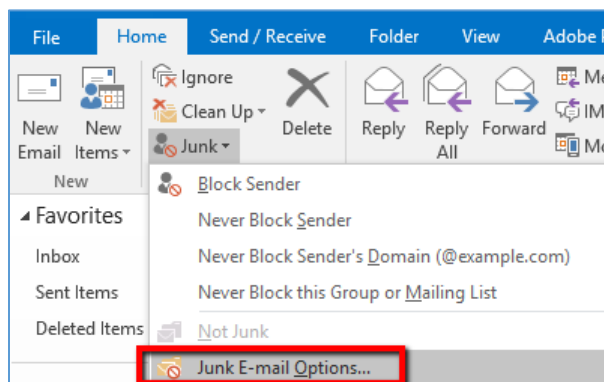 File Home Send / Receive Folder View Adobe
Ignore
Clean Up
Junk
New Email
New Items
Delete
Reply
Reply All
Forward
New
Block Sender
Never Block Sender
Never Block Sender's Domain (@example.com)
Never Block this Group or Mailing List
Not Junk
Junk E-mail Options...
Favorites
Inbox
Sent Items
Deleted Items